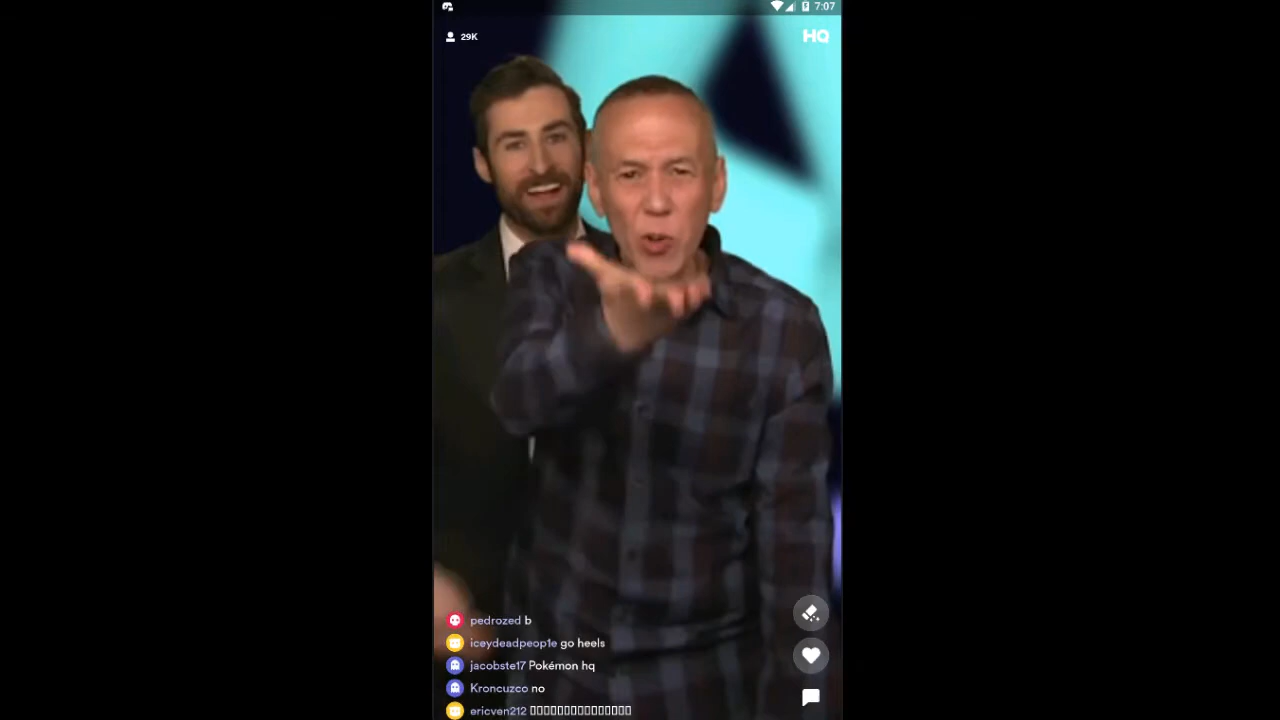 7:07
29K
HQ
pedrozed b
iceydeadpeop1e go heels
jacobste17 Pokémon hq
Kroncuzco no
ericven212 ▯▯▯▯▯▯▯▯▯▯▯▯▯▯▯